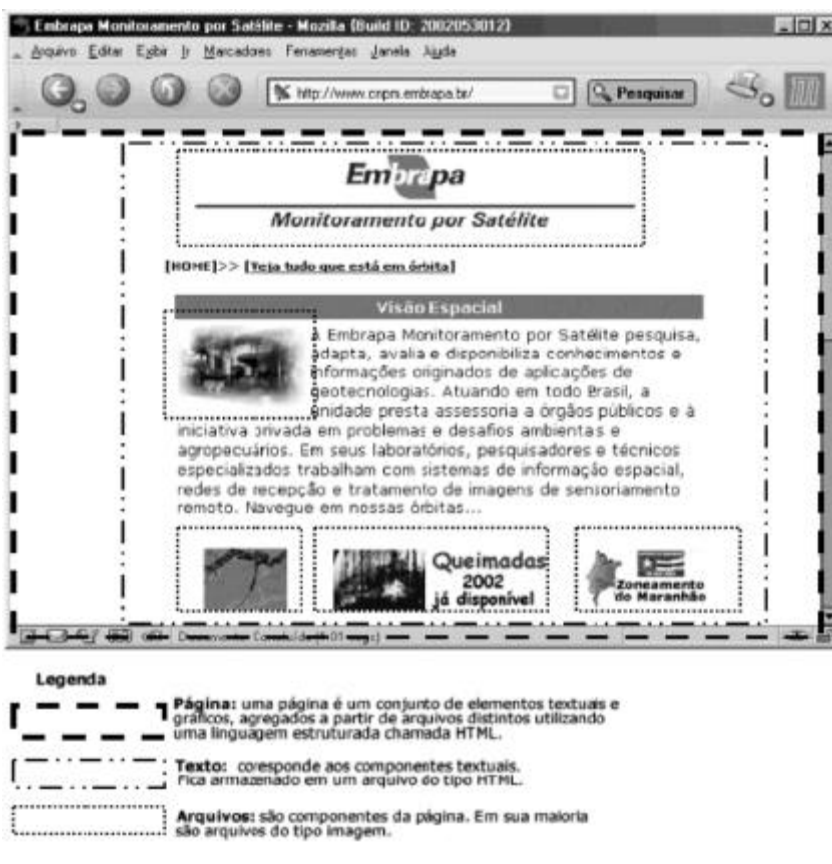 Embrapa Monitoramento por Satélite - Mozilla {Build ID: 2002053012}
Arquivo Editar Exibir Ir Marcadores Ferramentas Janela Ajuda
http://www.cnpm.embrapa.br/ Pesquisar
Embrapa
Monitoramento por Satélite
[HOME]>> [Veja tudo que está em órbita]
Visão Espacial
A Embrapa Monitoramento por Satélite pesquisa,
adapta, avalia e disponibiliza conhecimentos e
informações originados de aplicações de
geotecnologias. Atuando em todo Brasil, a
unidade presta assessoria a órgãos públicos e à
iniciativa privada em problemas e desafios ambientais e
agropecuários. Em seus laboratórios, pesquisadores e técnicos
especializados trabalham com sistemas de informação espacial,
redes de recepção e tratamento de imagens de sensoriamento
remoto. Navegue em nossas órbitas...
Queimadas
2002
já disponível
Zoneamento
do Maranhão
Legenda
Página: uma página é um conjunto de elementos textuais e
gráficos, agregados a partir de arquivos distintos utilizando
uma linguagem estruturada chamada HTML.
Texto: coresponde aos componentes textuais.
Fica armazenado em um arquivo do tipo HTML.
Arquivos: são componentes da página. Em sua maioria
são arquivos do tipo imagem.